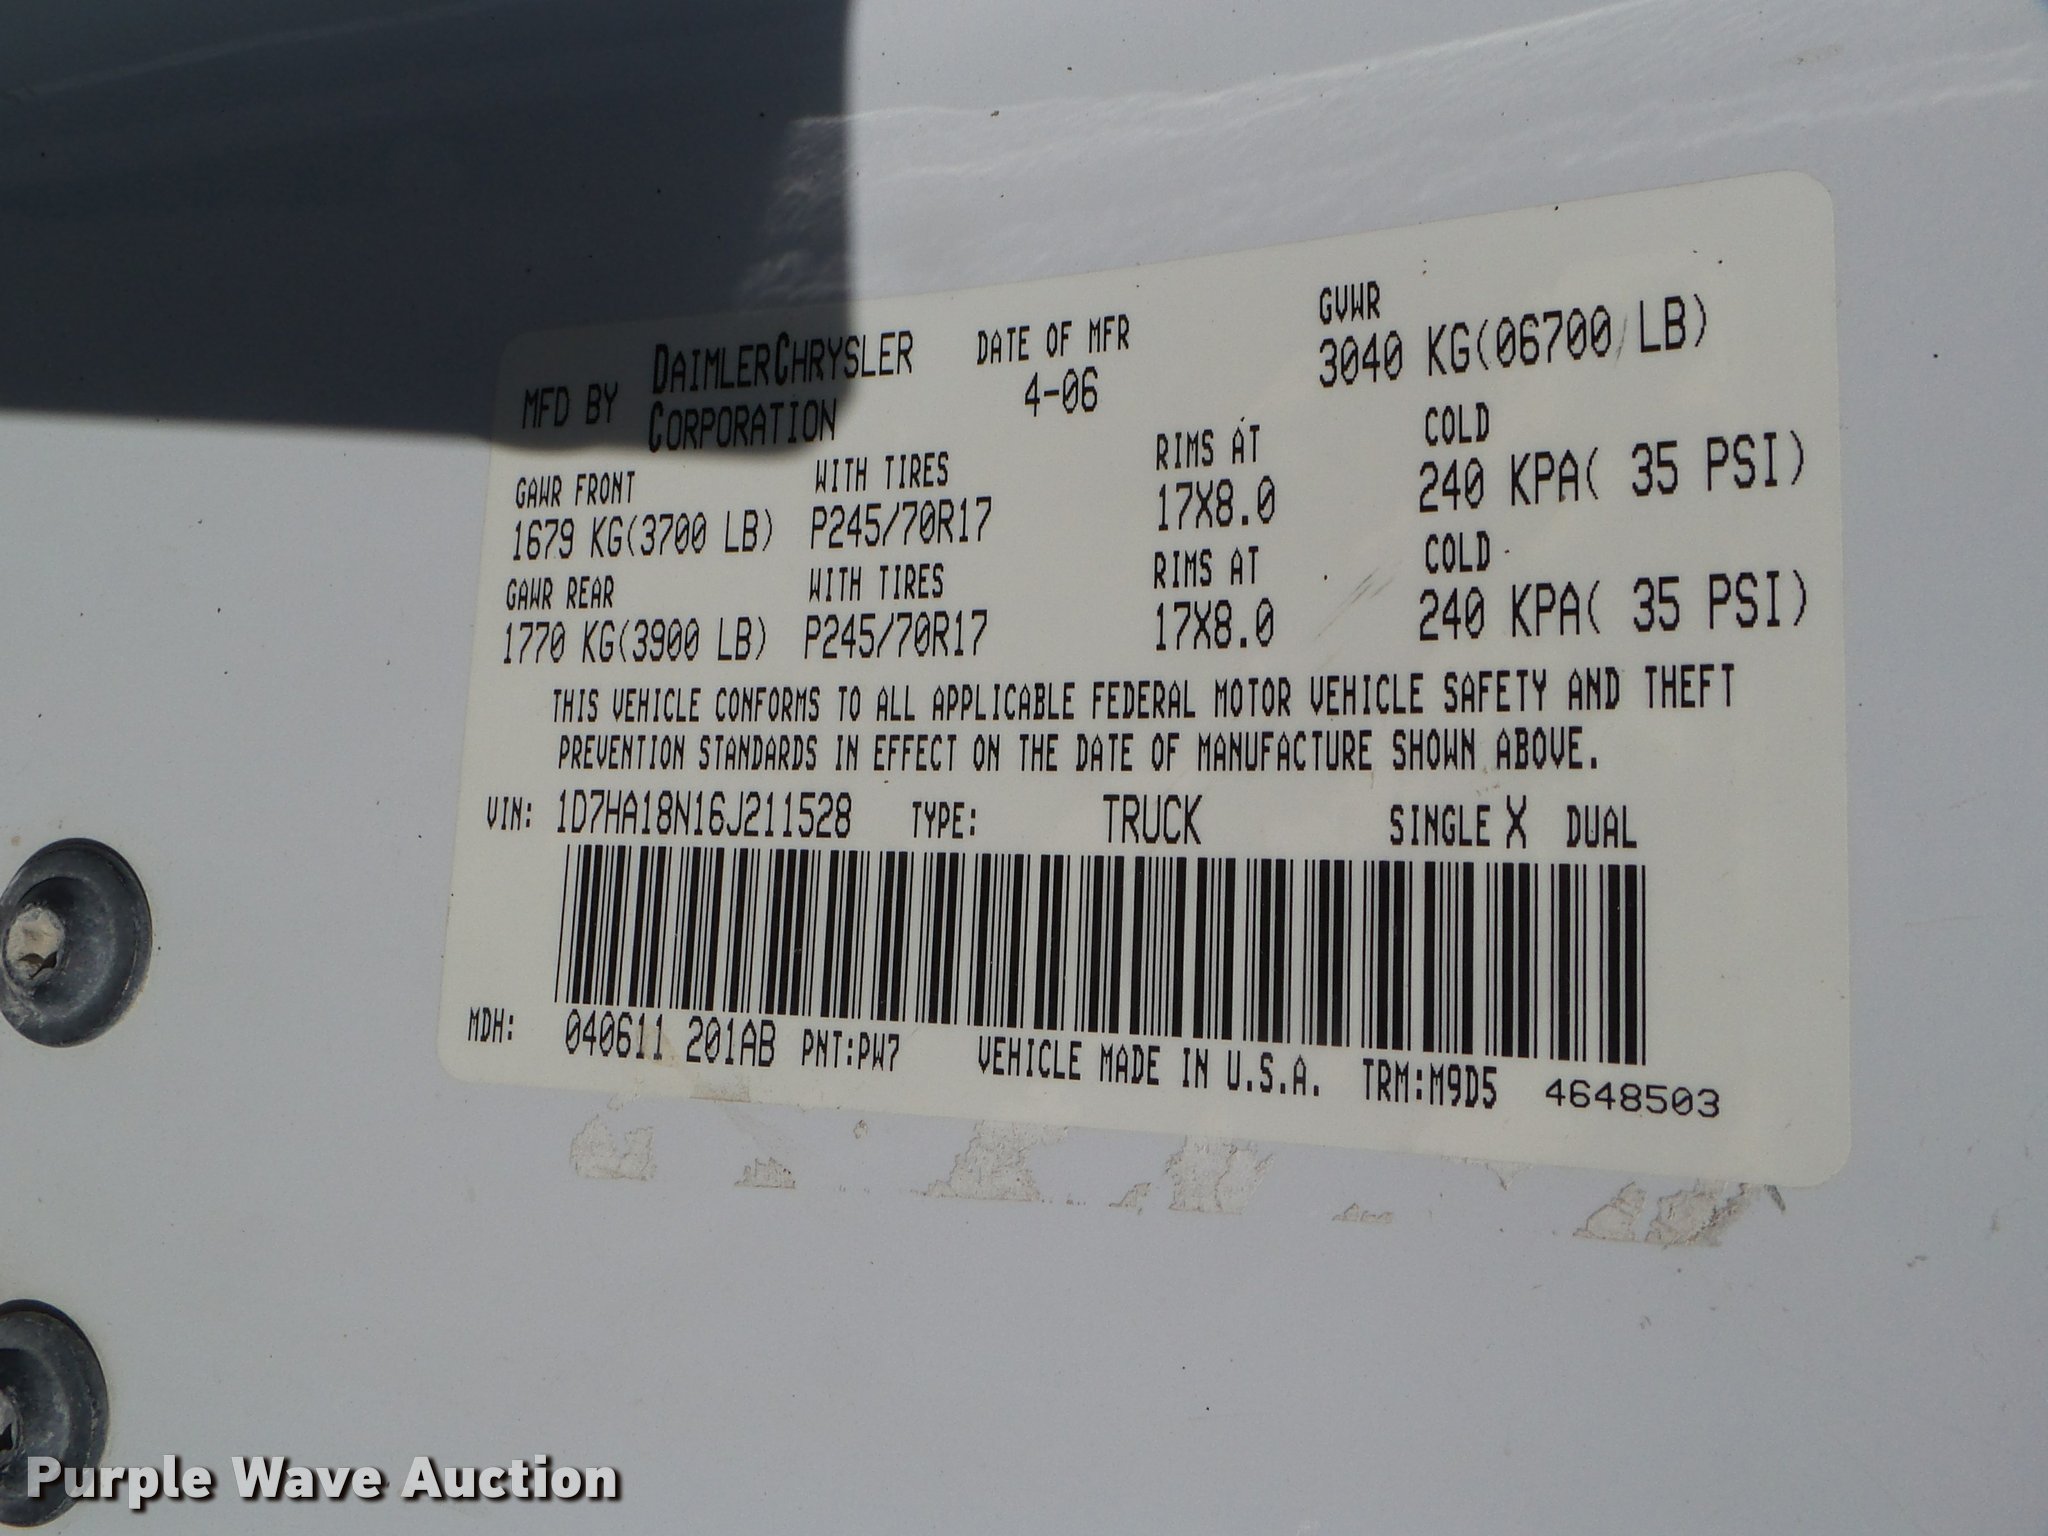 MFD BY DAIMLERCHRYSLER CORPORATION
DATE OF MFR
4-06
GVWR
3040 KG(06700 LB)
GAWR FRONT WITH TIRES RIMS AT COLD
1679 KG(3700 LB) P245/70R17 17X8.0 240 KPA( 35 PSI)
GAWR REAR WITH TIRES RIMS AT COLD
1770 KG(3900 LB) P245/70R17 17X8.0 240 KPA( 35 PSI)
THIS VEHICLE CONFORMS TO ALL APPLICABLE FEDERAL MOTOR VEHICLE SAFETY AND THEFT
PREVENTION STANDARDS IN EFFECT ON THE DATE OF MANUFACTURE SHOWN ABOVE.
VIN: 1D7HA18N16J211528 TYPE: TRUCK SINGLE X DUAL
MDH: 040611 201AB PNT:PW7 VEHICLE MADE IN U.S.A. TRM:M9D5 4648503
Purple Wave Auction